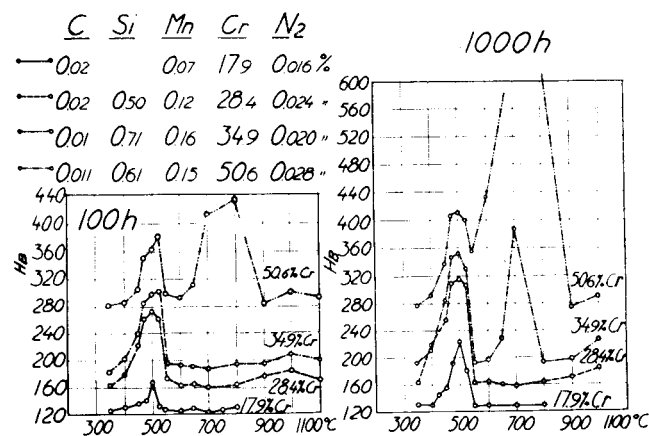 C Si Mn Cr N2
0.02 0.07 17.9 0.016 %
0.02 0.50 0.12 28.4 0.024 "
0.01 0.71 0.16 34.9 0.020 "
0.011 0.61 0.15 50.6 0.028 "
1000h
600
560
520
480
440
400
360
320
280
240
200
160
120
HB
50.6% Cr
34.9% Cr
28.4% Cr
17.9% Cr
300 500 700 900 1100°C
100h
440
400
360
320
280
240
200
160
120
HB
50.6% Cr
34.9% Cr
28.4% Cr
17.9% Cr
300 500 700 900 1100°C